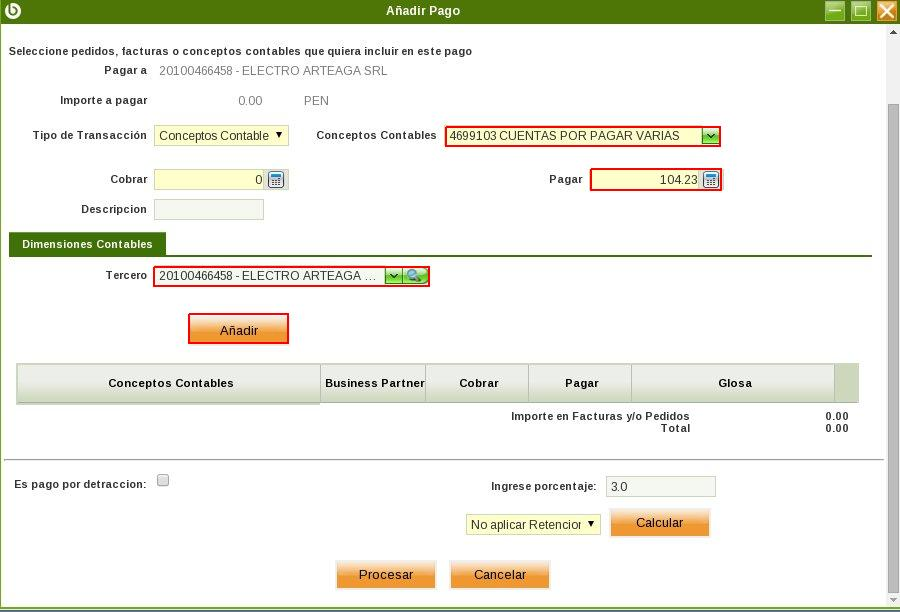 Añadir Pago
Seleccione pedidos, facturas o conceptos contables que quiera incluir en este pago
Pagar a 20100466458 - ELECTRO ARTEAGA SRL
Importe a pagar 0.00 PEN
Tipo de Transacción Conceptos Contable Conceptos Contables 4699103 CUENTAS POR PAGAR VARIAS
Cobrar 0 Pagar 104.23
Descripcion
Dimensiones Contables
Tercero 20100466458 - ELECTRO ARTEAGA ...
Añadir
Conceptos Contables Business Partner Cobrar Pagar Glosa
Importe en Facturas y/o Pedidos 0.00
Total 0.00
Es pago por detraccion: Ingrese porcentaje: 3.0
No aplicar Retencior Calcular
Procesar Cancelar